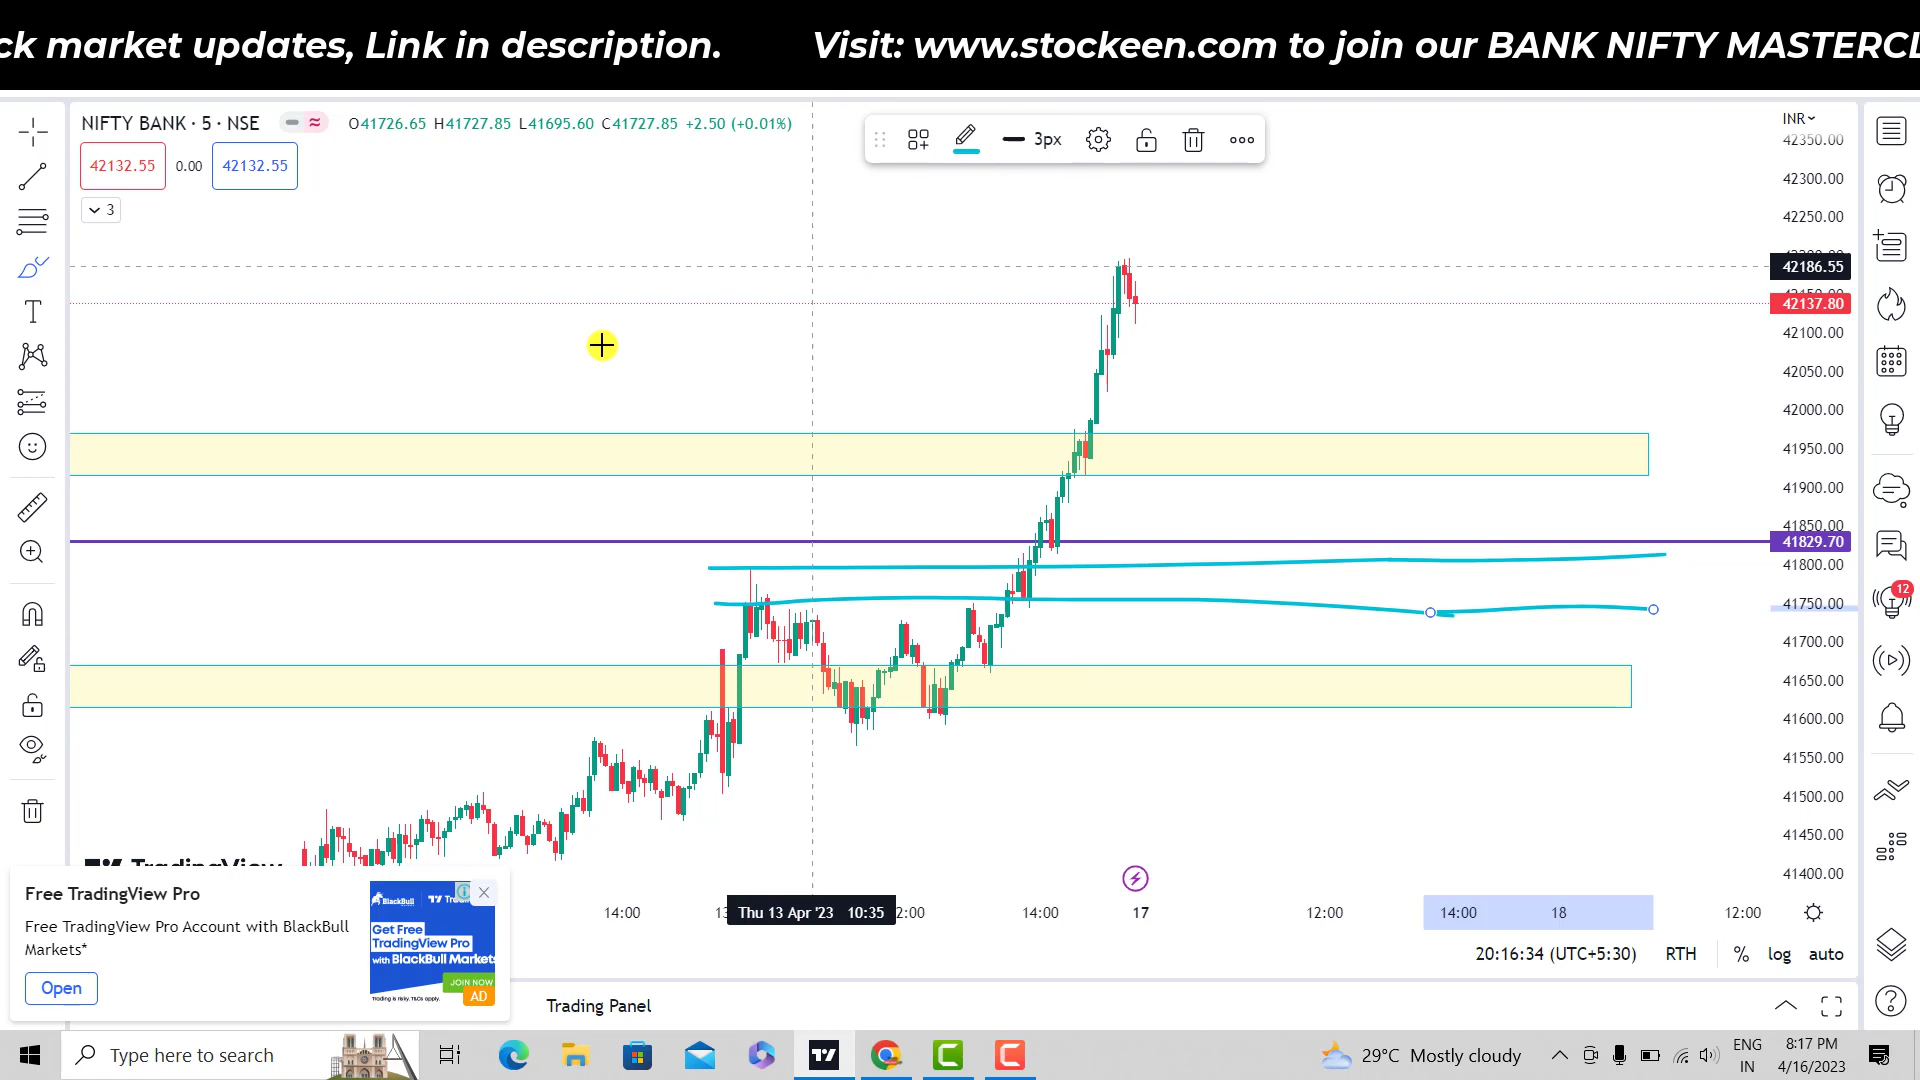 ck market updates, Link in description. Visit: www.stockeen.com to join our BANK NIFTY MASTERCL
NIFTY BANK · 5 · NSE O41726.65 H41727.85 L41695.60 C41727.85 +2.50 (+0.01%)
42132.55 0.00 42132.55
3
3px
INR
42350.00
42300.00
42250.00
42186.55
42137.80
42100.00
42050.00
42000.00
41950.00
41900.00
41850.00
41829.70
41800.00
41750.00
41700.00
41650.00
41600.00
41550.00
41500.00
41450.00
41400.00
12
TradingView
Free TradingView Pro
Free TradingView Pro Account with BlackBull
Markets*
Open
BlackBull
Get Free
TradingView Pro
with BlackBull Markets
JOIN NOW
Trading is risky. T&Cs apply.
AD
14:00 Thu 13 Apr '23 10:35 2:00 14:00 17 12:00 14:00 18 12:00
20:16:34 (UTC+5:30) RTH % log auto
Trading Panel
Type here to search
29°C Mostly cloudy
ENG
IN
8:17 PM
4/16/2023